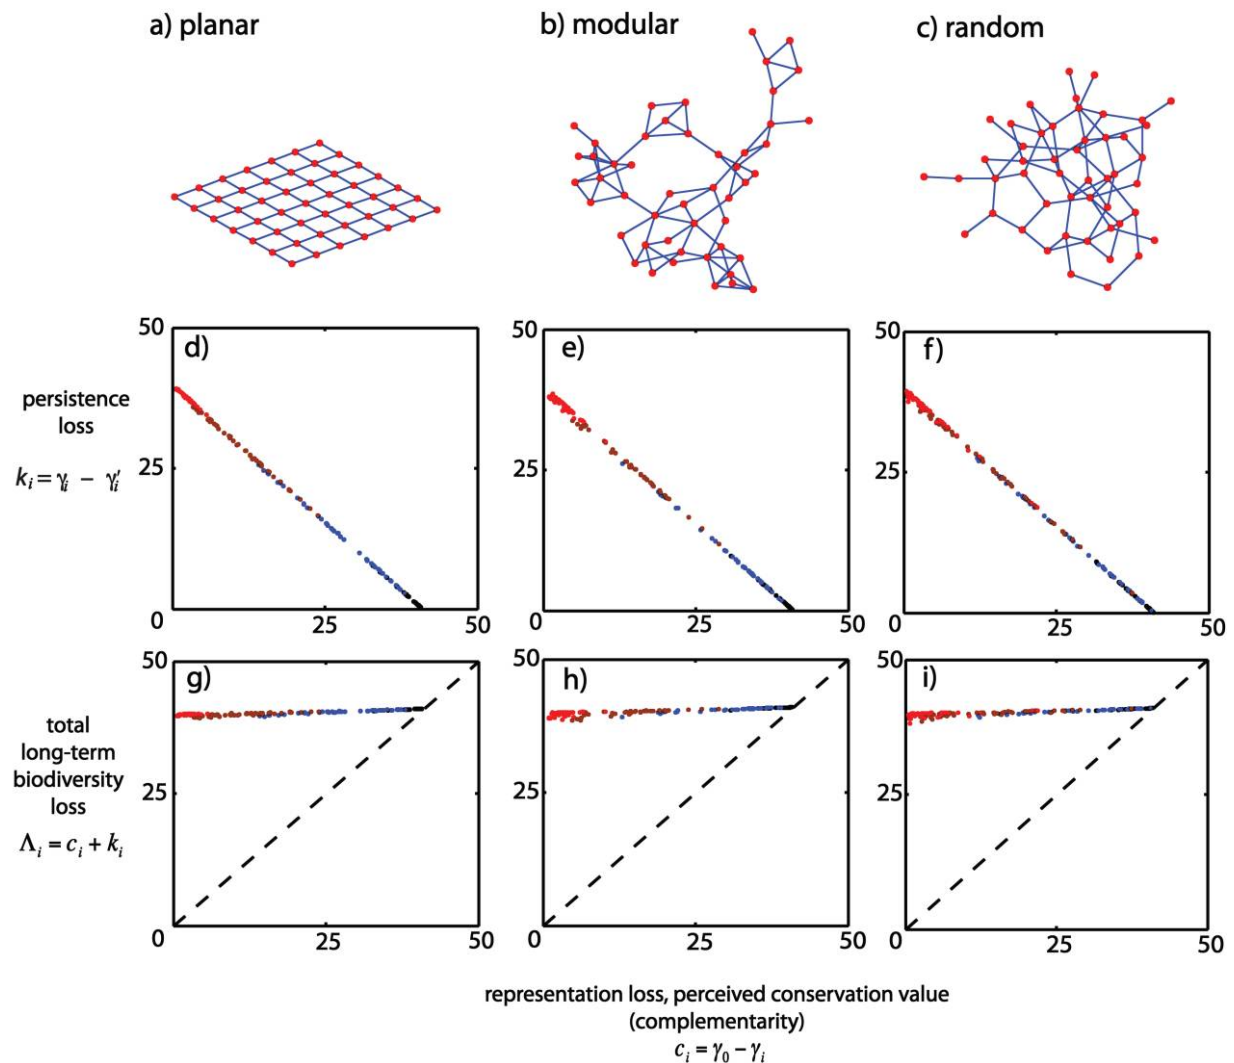 a) planar
b) modular
c) random
50
50
50
d)
e)
f)
persistence
loss
k_i = γ_i − γ'_i
25
25
25
0
25
50
0
25
50
0
25
50
50
50
50
g)
h)
i)
total
long-term
biodiversity
loss
Λ_i = c_i + k_i
25
25
25
0
25
50
0
25
50
0
25
50
representation loss, perceived conservation value
(complementarity)
c_i = γ_0 − γ_i